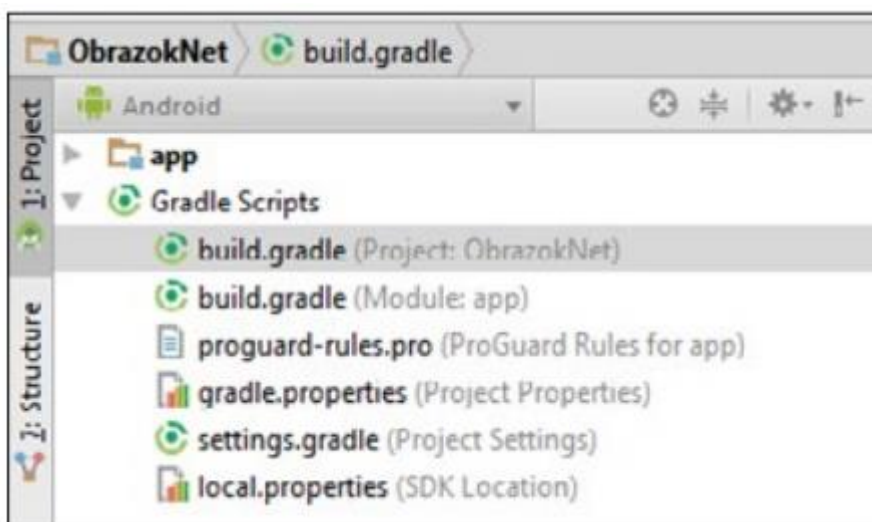 ObrazokNet build.gradle
1: Project
Android
app
Gradle Scripts
build.gradle (Project: ObrazokNet)
build.gradle (Module: app)
proguard-rules.pro (ProGuard Rules for app)
gradle.properties (Project Properties)
settings.gradle (Project Settings)
local.properties (SDK Location)
Structure